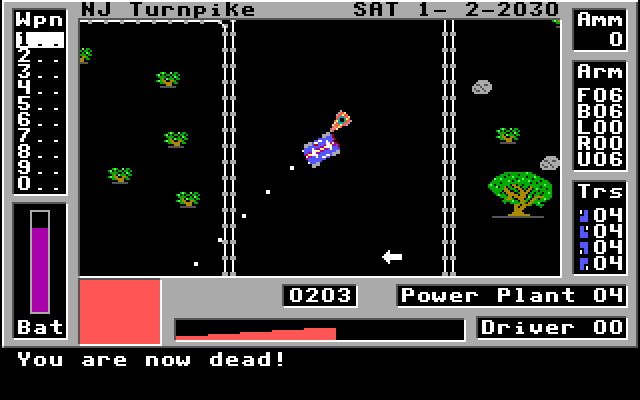 NJ Turnpike SAT 1- 2-2030
Wpn
1 - -
2 - -
3 - -
4 - -
5 - -
6 - -
7 - -
8 - -
9 - -
0 - -
Amm
0
Arm
F06
B06
L00
R00
U06
Trs
04
04
04
04
Bat
0203
Power Plant 04
Driver 00
You are now dead!